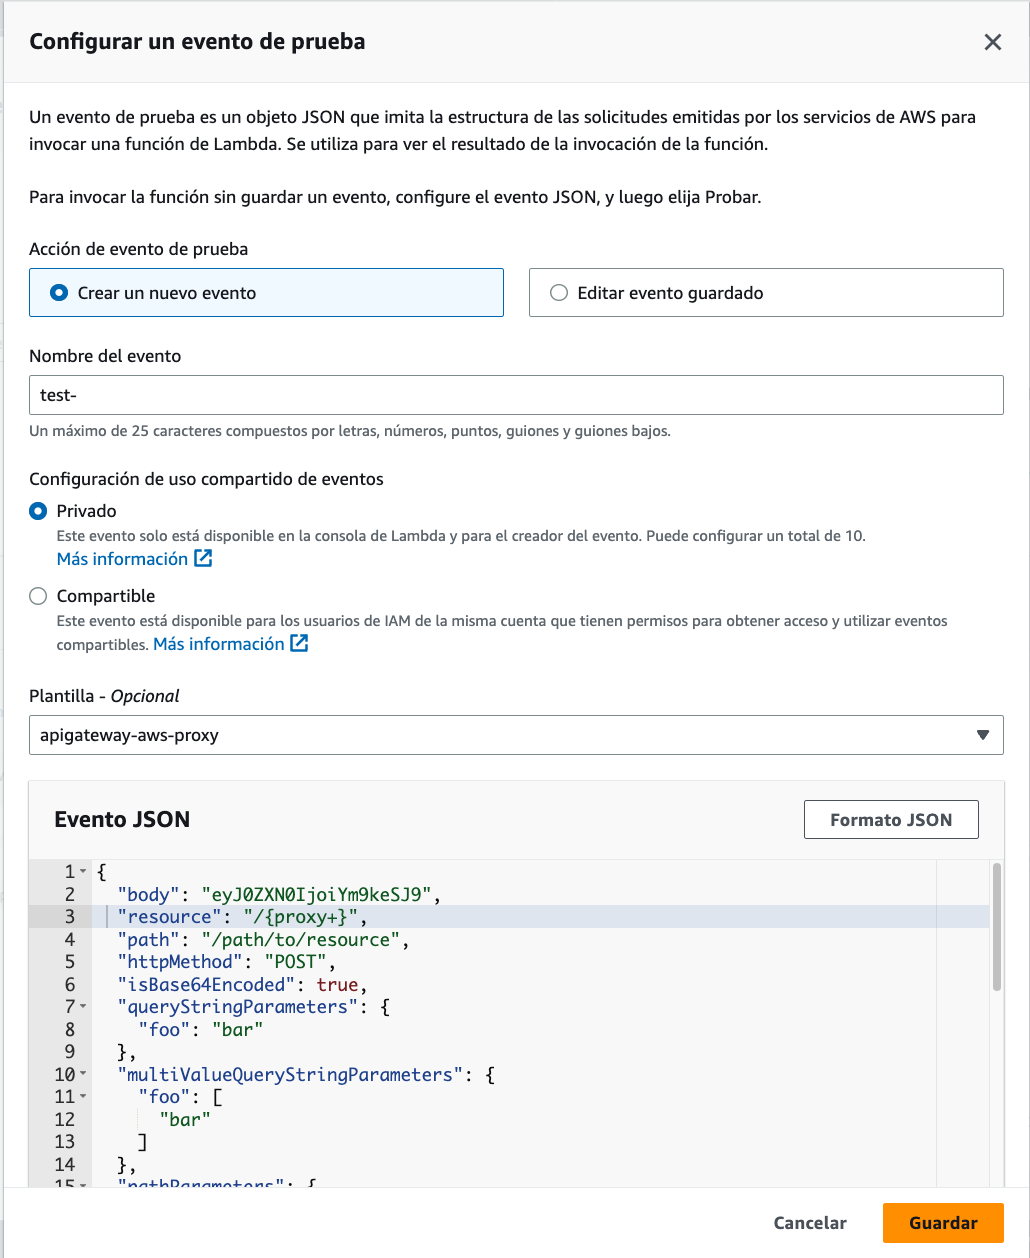 Configurar un evento de prueba
Un evento de prueba es un objeto JSON que imita la estructura de las solicitudes emitidas por los servicios de AWS para
invocar una función de Lambda. Se utiliza para ver el resultado de la invocación de la función.
Para invocar la función sin guardar un evento, configure el evento JSON, y luego elija Probar.
Acción de evento de prueba
Crear un nuevo evento
Editar evento guardado
Nombre del evento
test-
Un máximo de 25 caracteres compuestos por letras, números, puntos, guiones y guiones bajos.
Configuración de uso compartido de eventos
Privado
Este evento solo está disponible en la consola de Lambda y para el creador del evento. Puede configurar un total de 10.
Más información
Compartible
Este evento está disponible para los usuarios de IAM de la misma cuenta que tienen permisos para obtener acceso y utilizar eventos
compartibles. Más información
Plantilla - Opcional
apigateway-aws-proxy
Evento JSON
Formato JSON
1 {
2 "body": "eyJ0ZXN0IjoiYm9keSJ9",
3 "resource": "/{proxy+}",
4 "path": "/path/to/resource",
5 "httpMethod": "POST",
6 "isBase64Encoded": true,
7 "queryStringParameters": {
8 "foo": "bar"
9 },
10 "multiValueQueryStringParameters": {
11 "foo": [
12 "bar"
13 ]
14 },
15 "pathParameters": {
Cancelar
Guardar